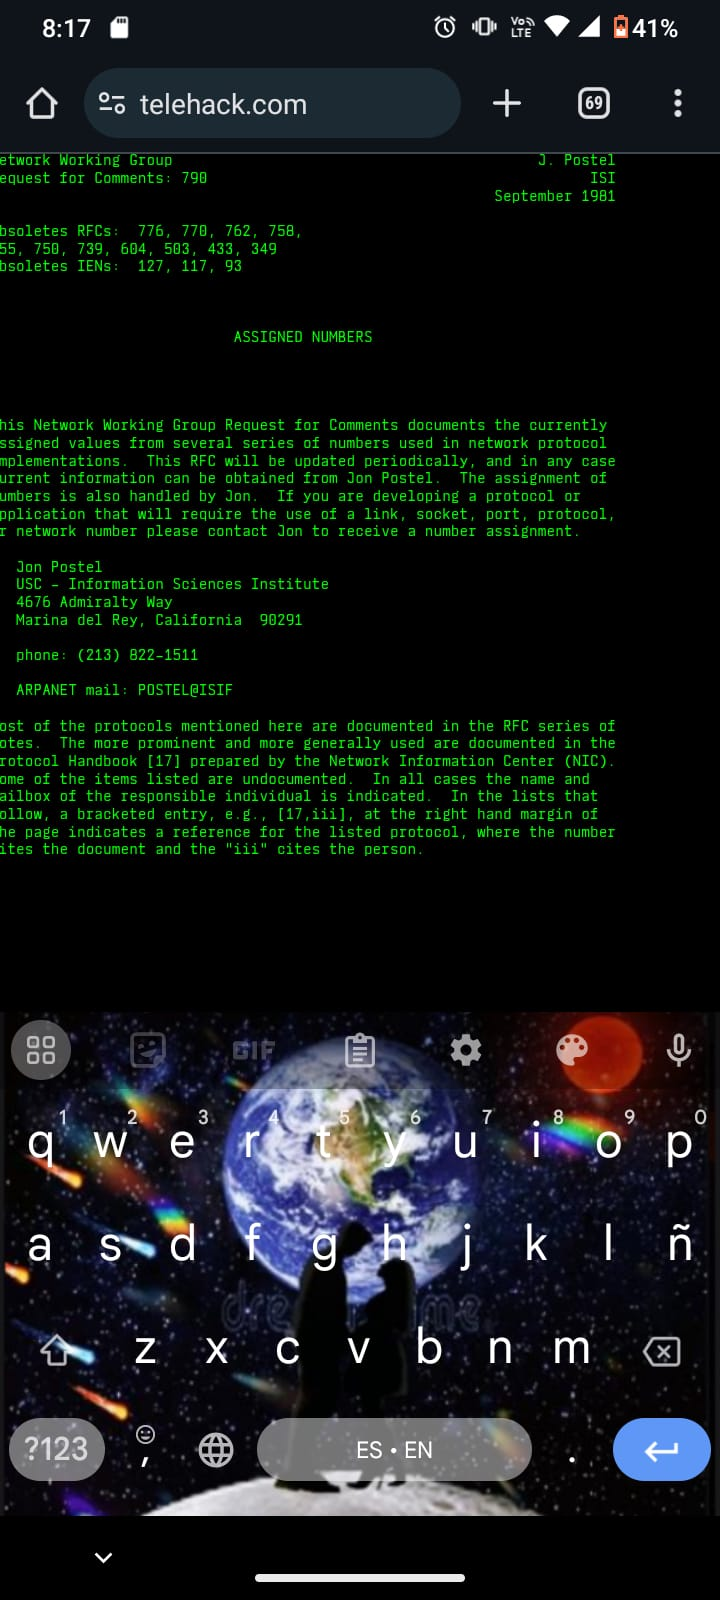 8:17
Vo
LTE
41%
telehack.com
69
etwork Working Group                                          J. Postel
equest for Comments: 790                                            ISI
September 1981
bsoletes RFCs:  776, 770, 762, 758,
55, 750, 739, 604, 503, 433, 349
bsoletes IENs:  127, 117, 93
ASSIGNED NUMBERS
his Network Working Group Request for Comments documents the currently
ssigned values from several series of numbers used in network protocol
mplementations.  This RFC will be updated periodically, and in any case
urrent information can be obtained from Jon Postel.  The assignment of
umbers is also handled by Jon.  If you are developing a protocol or
pplication that will require the use of a link, socket, port, protocol,
r network number please contact Jon to receive a number assignment.
Jon Postel
USC - Information Sciences Institute
4676 Admiralty Way
Marina del Rey, California  90291
phone: (213) 822-1511
ARPANET mail: POSTEL@ISIF
ost of the protocols mentioned here are documented in the RFC series of
otes.  The more prominent and more generally used are documented in the
rotocol Handbook [17] prepared by the Network Information Center (NIC).
ome of the items listed are undocumented.  In all cases the name and
ailbox of the responsible individual is indicated.  In the lists that
ollow, a bracketed entry, e.g., [17,iii], at the right hand margin of
he page indicates a reference for the listed protocol, where the number
ites the document and the "iii" cites the person.
GIF
1 2 3 4 5 6 7 8 9 0
q w e r t y u i o p
a s d f g h j k l ñ
z x c v b n m
?123 , ES • EN .